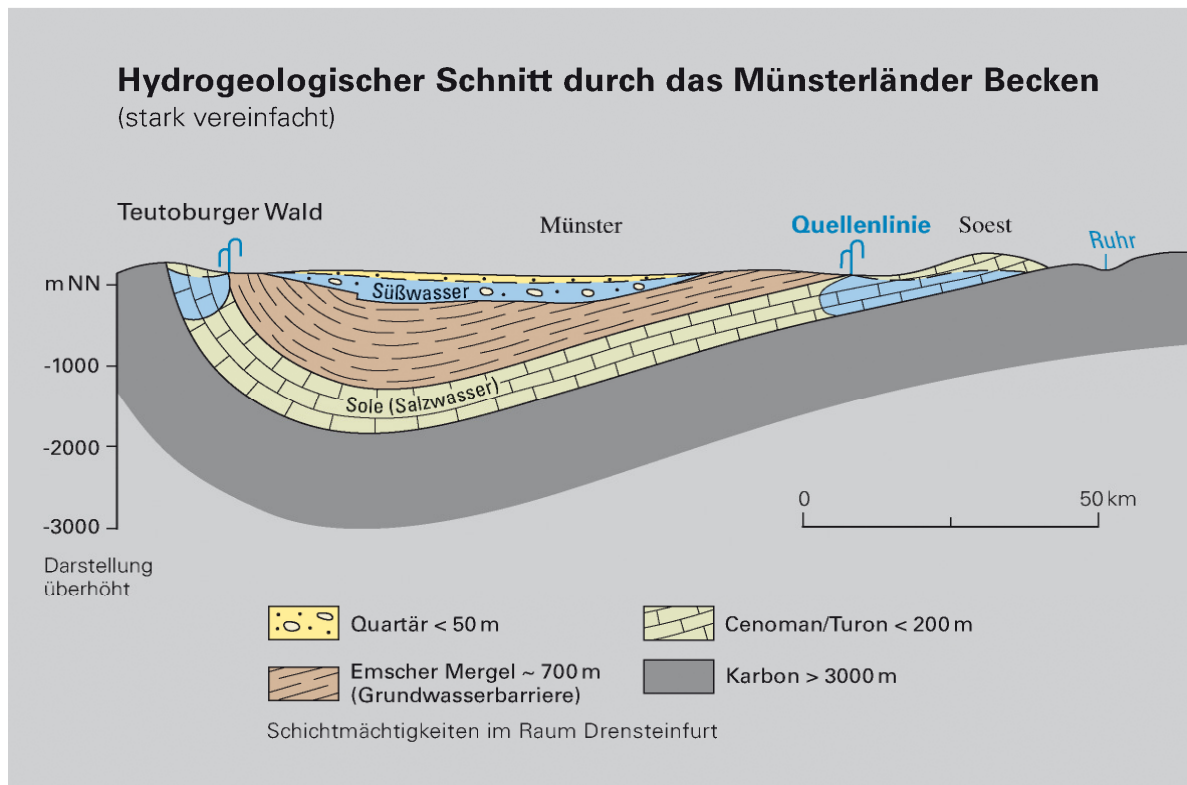 Hydrogeologischer Schnitt durch das Münsterländer Becken
(stark vereinfacht)
Teutoburger Wald
Münster
Quellenlinie
Soest
Ruhr
m NN
Süßwasser
-1000
Sole (Salzwasser)
-2000
-3000
0
50 km
Darstellung
überhöht
Quartär < 50 m
Cenoman/Turon < 200 m
Emscher Mergel ~ 700 m
(Grundwasserbarriere)
Karbon > 3000 m
Schichtmächtigkeiten im Raum Drensteinfurt